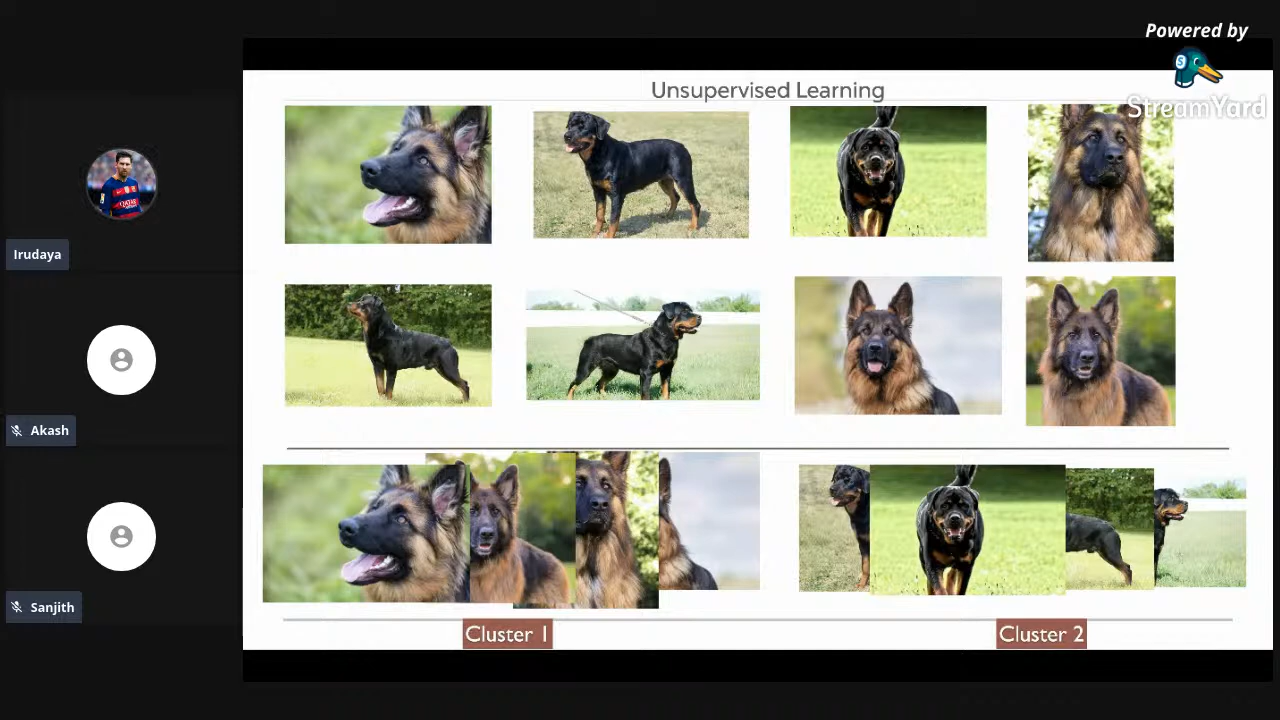 Powered by
StreamYard
Unsupervised Learning
Irudaya
Akash
Sanjith
Cluster 1
Cluster 2